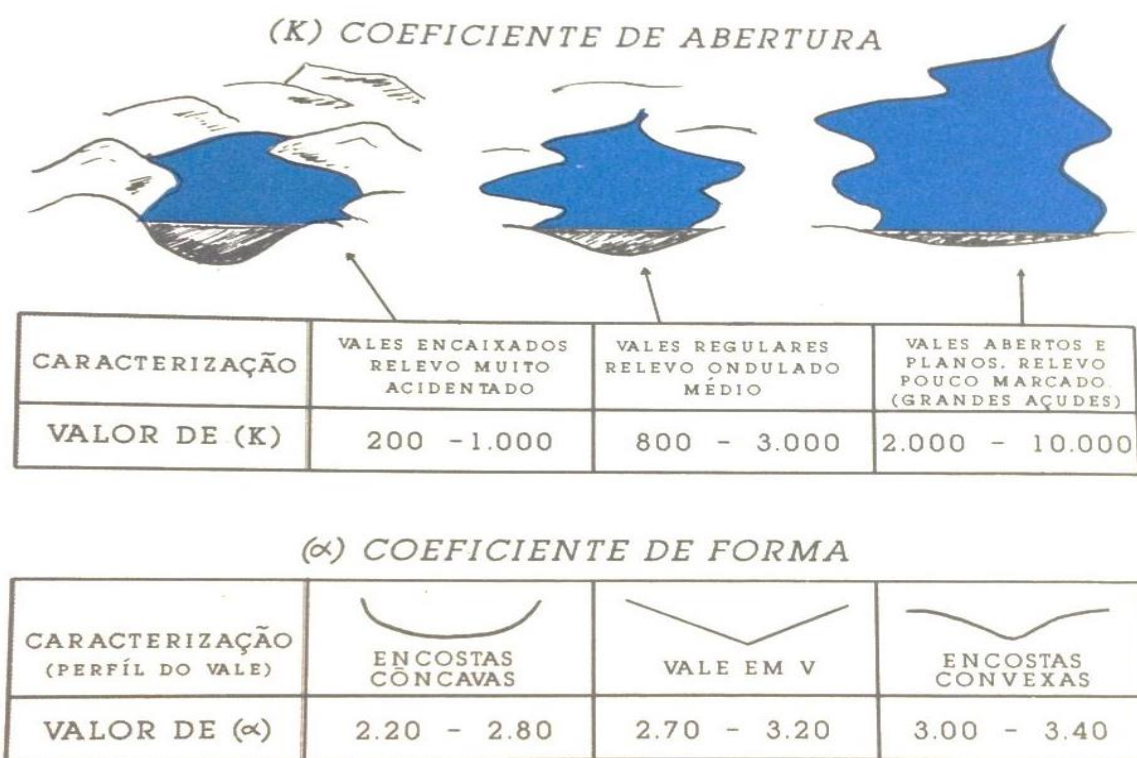 (K) COEFICIENTE DE ABERTURA
CARACTERIZAÇÃO
VALES ENCAIXADOS
RELEVO MUITO
ACIDENTADO
VALES REGULARES
RELEVO ONDULADO
MÉDIO
VALES ABERTOS E
PLANOS, RELEVO
POUCO MARCADO.
(GRANDES AÇUDES)
VALOR DE (K)
200 -1.000
800 - 3.000
2.000 - 10.000
(α) COEFICIENTE DE FORMA
CARACTERIZAÇÃO
(PERFÍL DO VALE)
ENCOSTAS
CÕNCAVAS
VALE EM V
ENCOSTAS
CONVEXAS
VALOR DE (α)
2.20 - 2.80
2.70 - 3.20
3.00 - 3.40